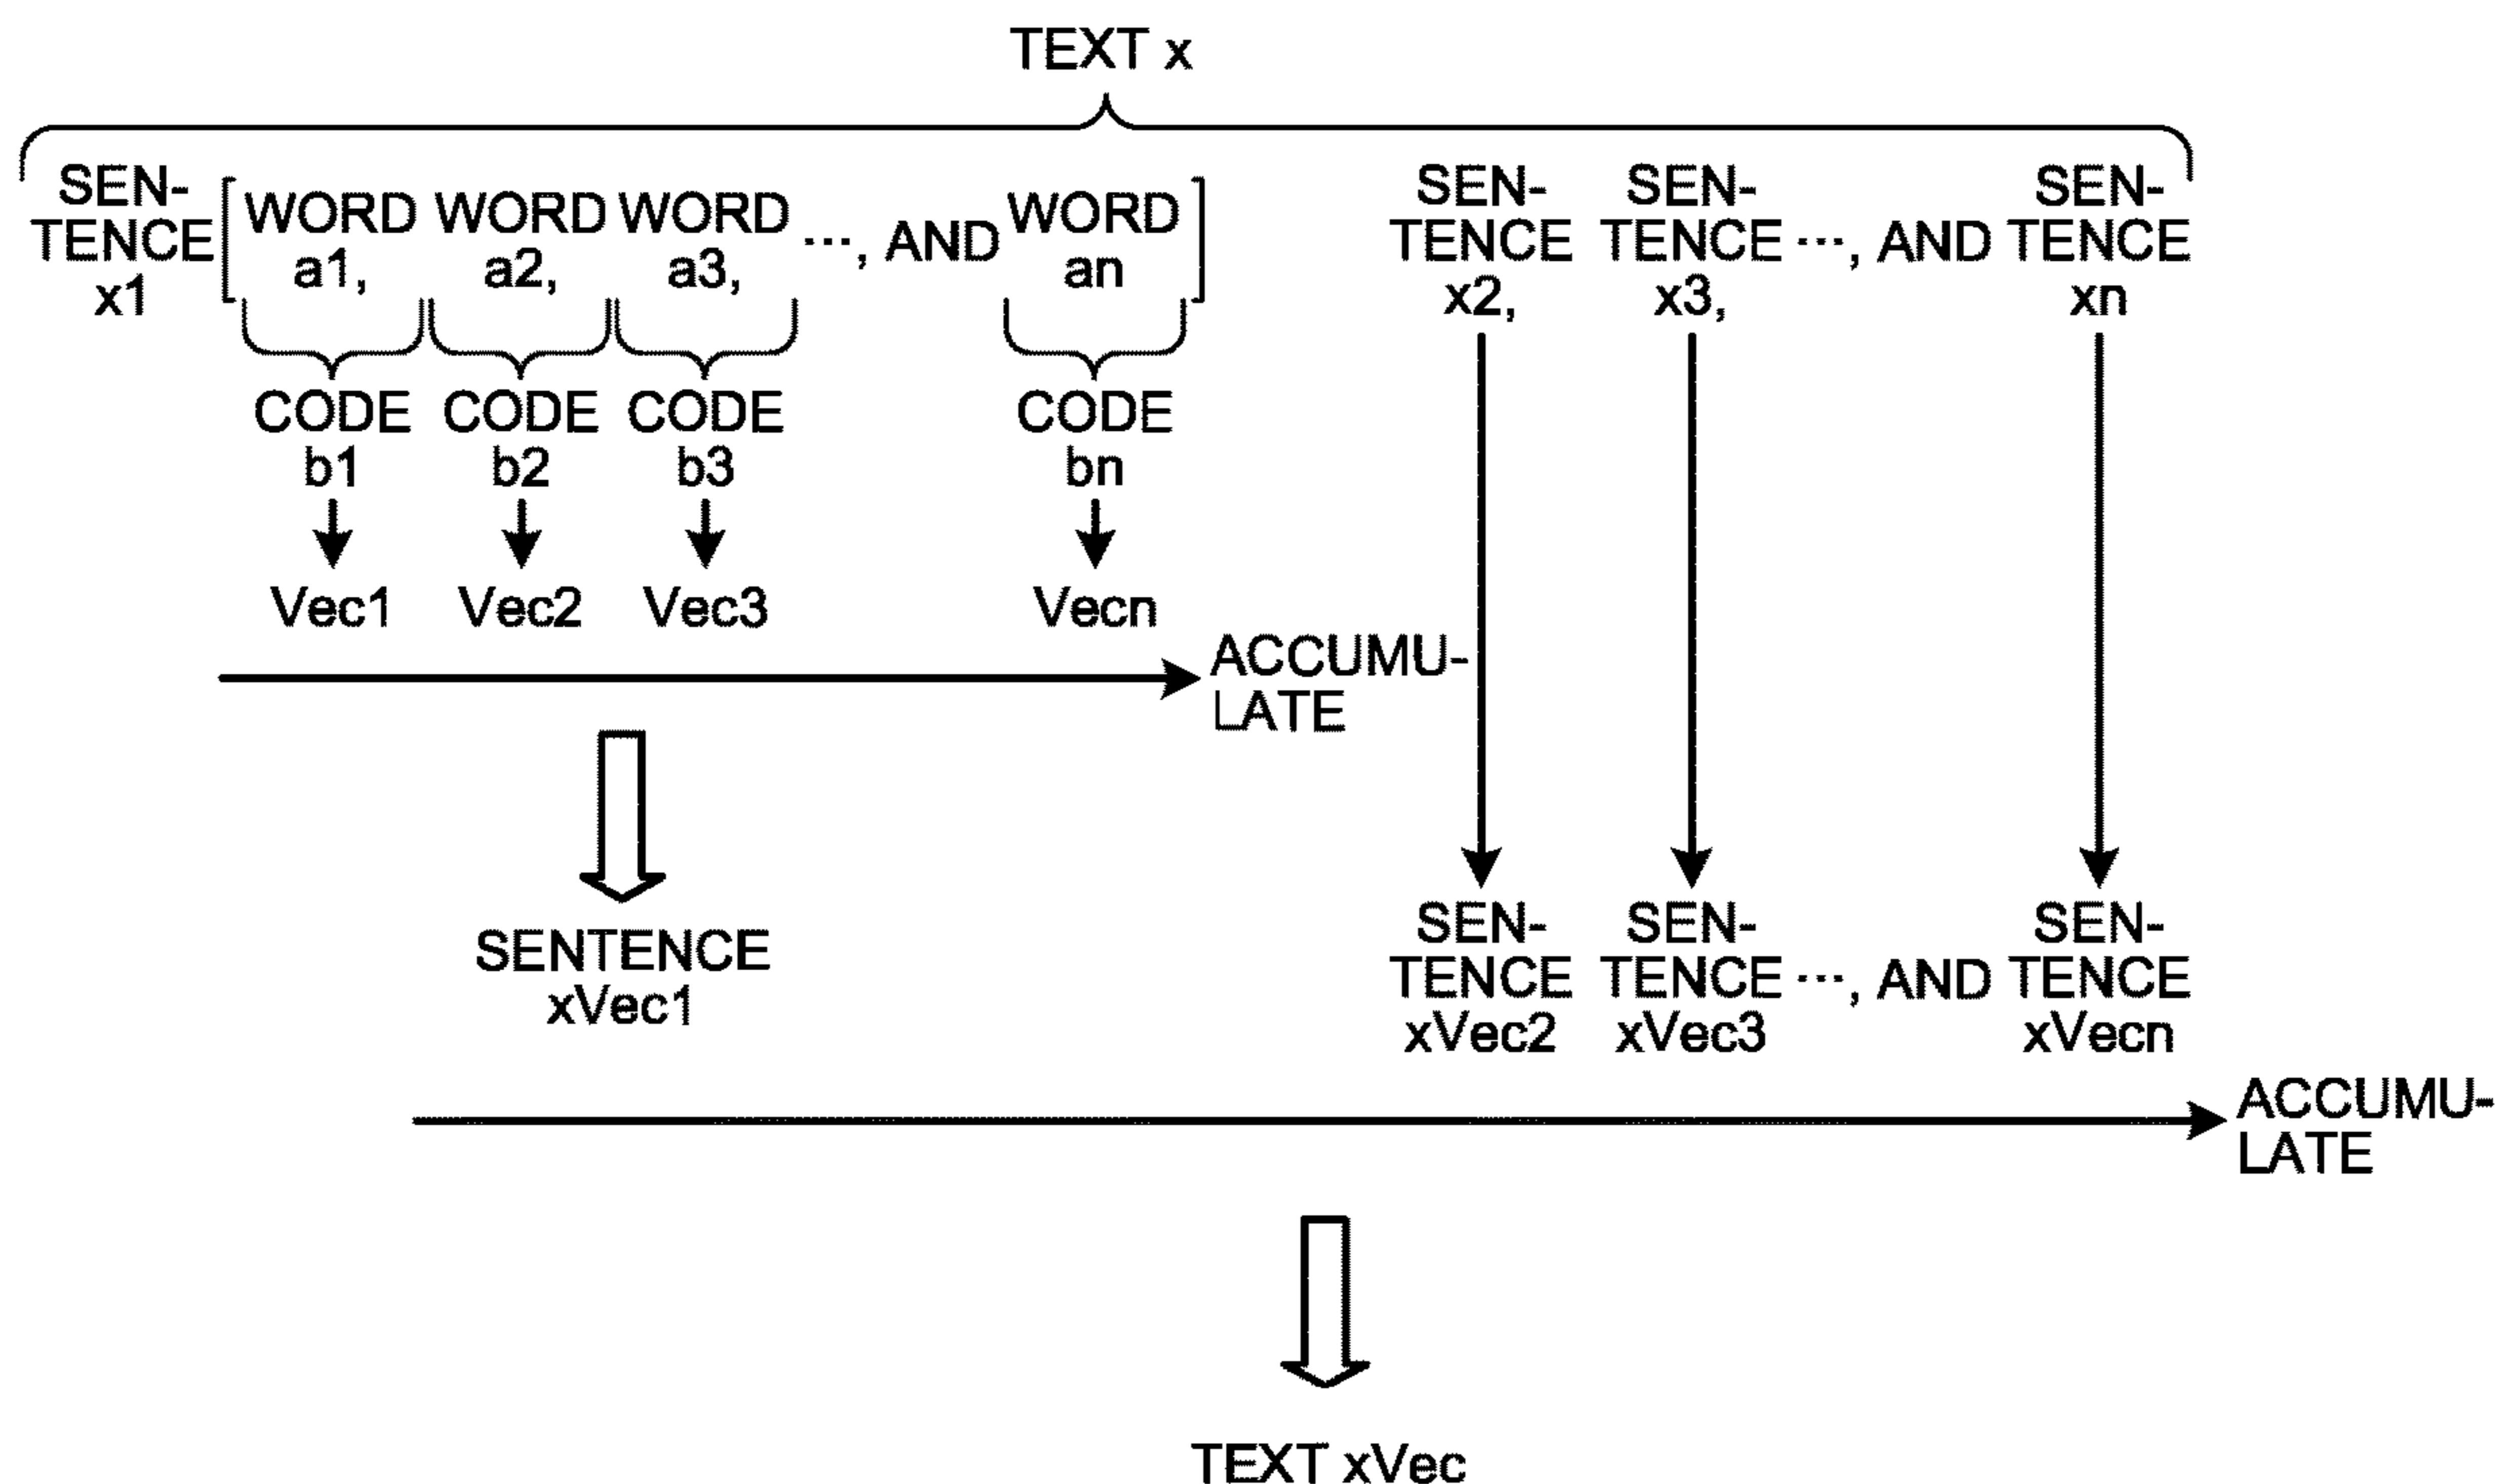 TEXT x
SEN-
TENCE
x1
WORD
a1,
WORD
a2,
WORD
a3,
..., AND
WORD
an
SEN-
TENCE
x2,
SEN-
TENCE
x3,
..., AND
SEN-
TENCE
xn
CODE
b1
CODE
b2
CODE
b3
CODE
bn
Vec1
Vec2
Vec3
Vecn
ACCUMU-
LATE
SENTENCE
xVec1
SEN-
TENCE
xVec2
SEN-
TENCE
xVec3
..., AND
SEN-
TENCE
xVecn
ACCUMU-
LATE
TEXT xVec